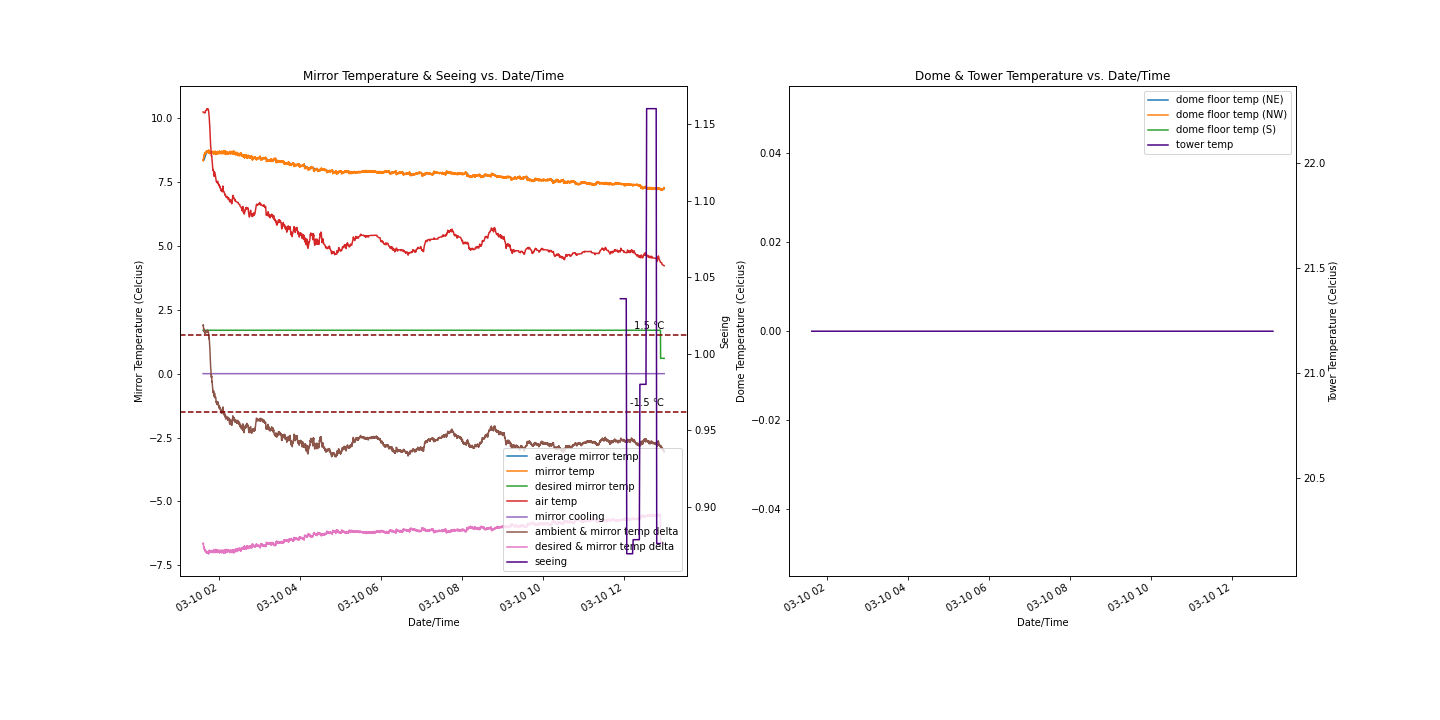 Mirror Temperature & Seeing vs. Date/Time
10.0
7.5
5.0
2.5
0.0
−2.5
−5.0
−7.5
Mirror Temperature (Celcius)
1.15
1.10
1.05
1.00
0.95
0.90
Seeing
1.5 °C
-1.5 °C
average mirror temp
mirror temp
desired mirror temp
air temp
mirror cooling
ambient & mirror temp delta
desired & mirror temp delta
seeing
03-10 02
03-10 04
03-10 06
03-10 08
03-10 10
03-10 12
Date/Time
Dome & Tower Temperature vs. Date/Time
0.04
0.02
0.00
−0.02
−0.04
Dome Temperature (Celcius)
dome floor temp (NE)
dome floor temp (NW)
dome floor temp (S)
tower temp
22.0
21.5
21.0
20.5
Tower Temperature (Celcius)
03-10 02
03-10 04
03-10 06
03-10 08
03-10 10
03-10 12
Date/Time